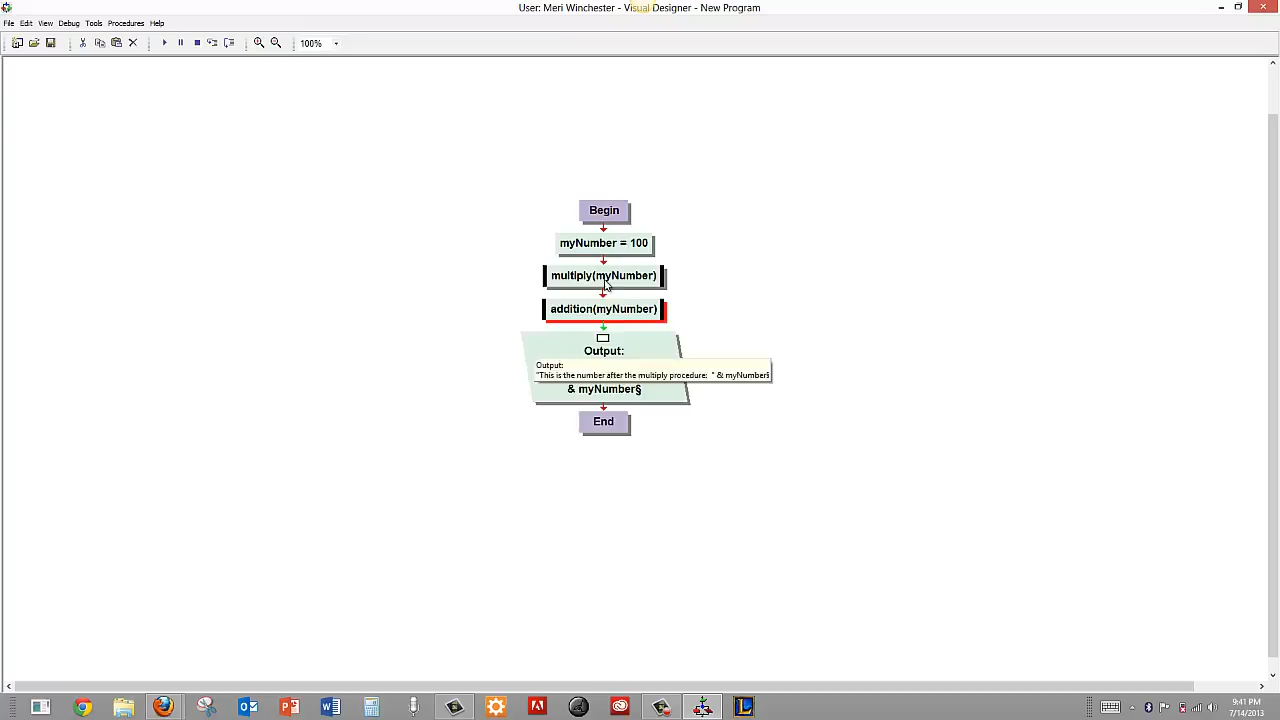 User: Meri Winchester - Visual Designer - New Program
File Edit View Debug Tools Procedures Help
100%
Begin
myNumber = 100
multiply(myNumber)
addition(myNumber)
Output:
Output:
"This is the number after the multiply procedure;  " & myNumber§
& myNumber§
End
9:41 PM
7/14/2013